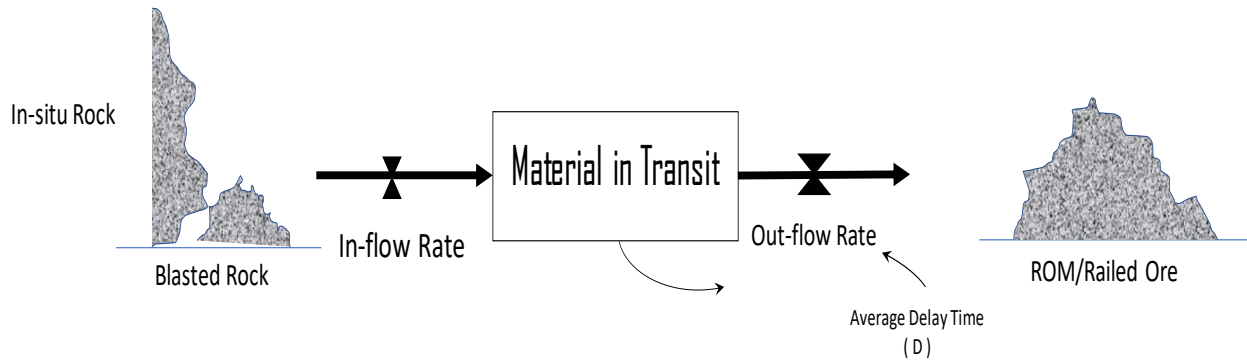 In-situ Rock
Material in Transit
In-flow Rate
Out-flow Rate
Blasted Rock
ROM/Railed Ore
Average Delay Time
( D )